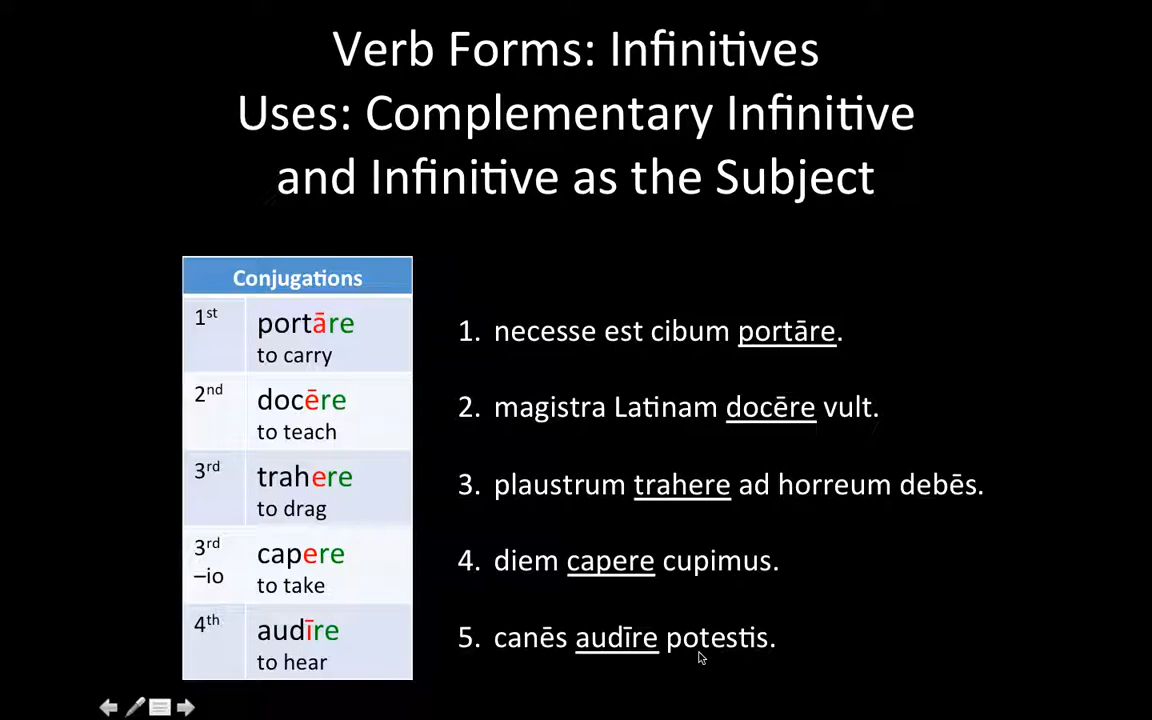 Verb Forms: Infinitives
Uses: Complementary Infinitive
and Infinitive as the Subject
Conjugations
1st portāre
to carry
2nd docēre
to teach
3rd trahere
to drag
3rd –io capere
to take
4th audīre
to hear
1. necesse est cibum portāre.
2. magistra Latinam docēre vult.
3. plaustrum trahere ad horreum debēs.
4. diem capere cupimus.
5. canēs audīre potestis.